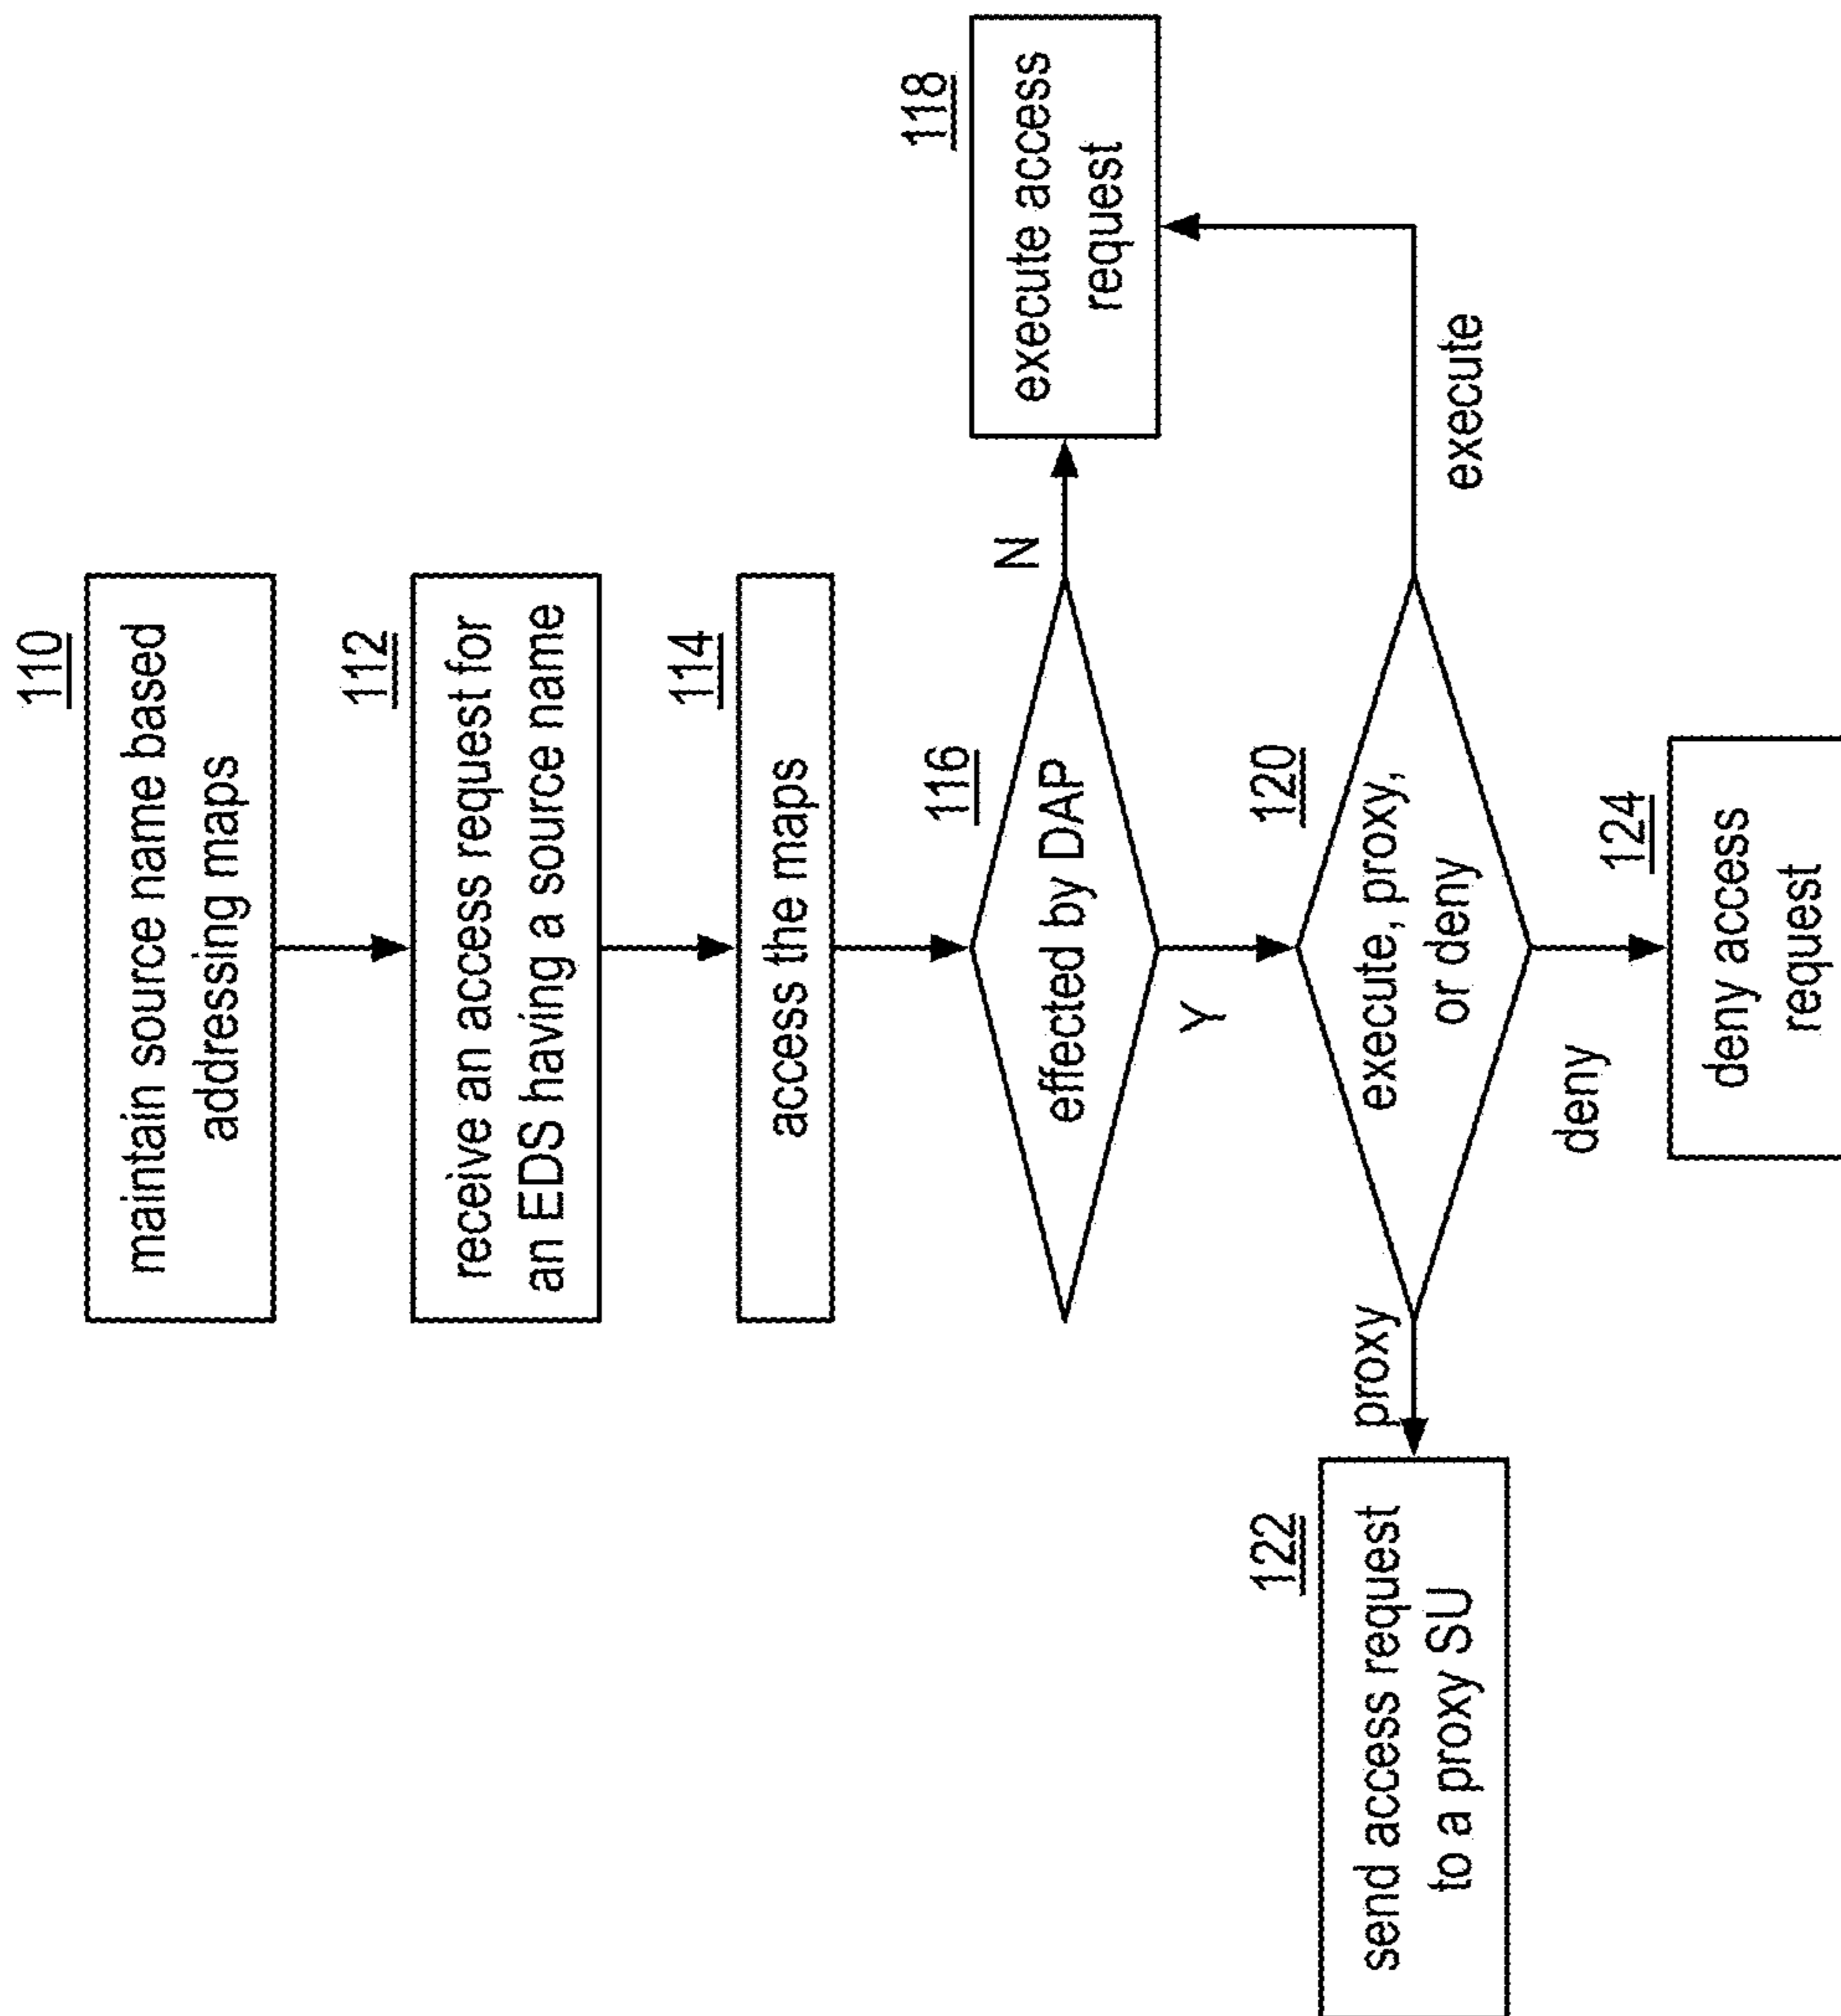 110
maintain source name based
addressing maps
112
receive an access request for
an EDS having a source name
114
access the maps
116
effected by DAP
N
118
execute access
request
Y
120
execute, proxy,
or deny
execute
proxy
122
send access request
to a proxy SU
deny
124
deny access
request